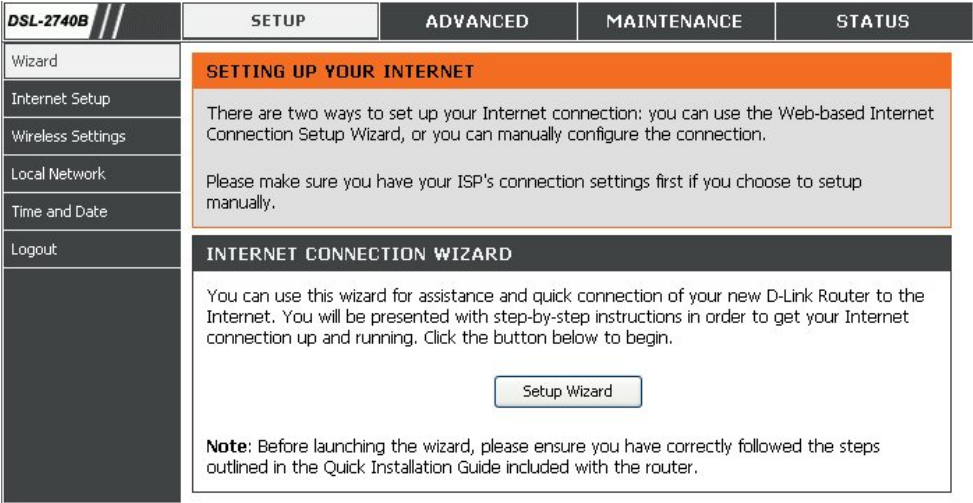 DSL-2740B
SETUP
ADVANCED
MAINTENANCE
STATUS
Wizard
Internet Setup
Wireless Settings
Local Network
Time and Date
Logout
SETTING UP YOUR INTERNET
There are two ways to set up your Internet connection: you can use the Web-based Internet
Connection Setup Wizard, or you can manually configure the connection.
Please make sure you have your ISP's connection settings first if you choose to setup
manually.
INTERNET CONNECTION WIZARD
You can use this wizard for assistance and quick connection of your new D-Link Router to the
Internet. You will be presented with step-by-step instructions in order to get your Internet
connection up and running. Click the button below to begin.
Setup Wizard
Note: Before launching the wizard, please ensure you have correctly followed the steps
outlined in the Quick Installation Guide included with the router.